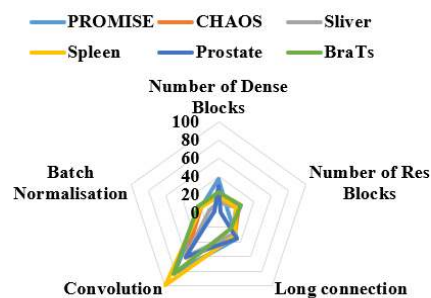 PROMISE CHAOS Sliver
Spleen Prostate BraTs
Number of Dense
Blocks
100
80
60
40
20
0
Batch
Normalisation
Number of Res
Blocks
Convolution
Long connection